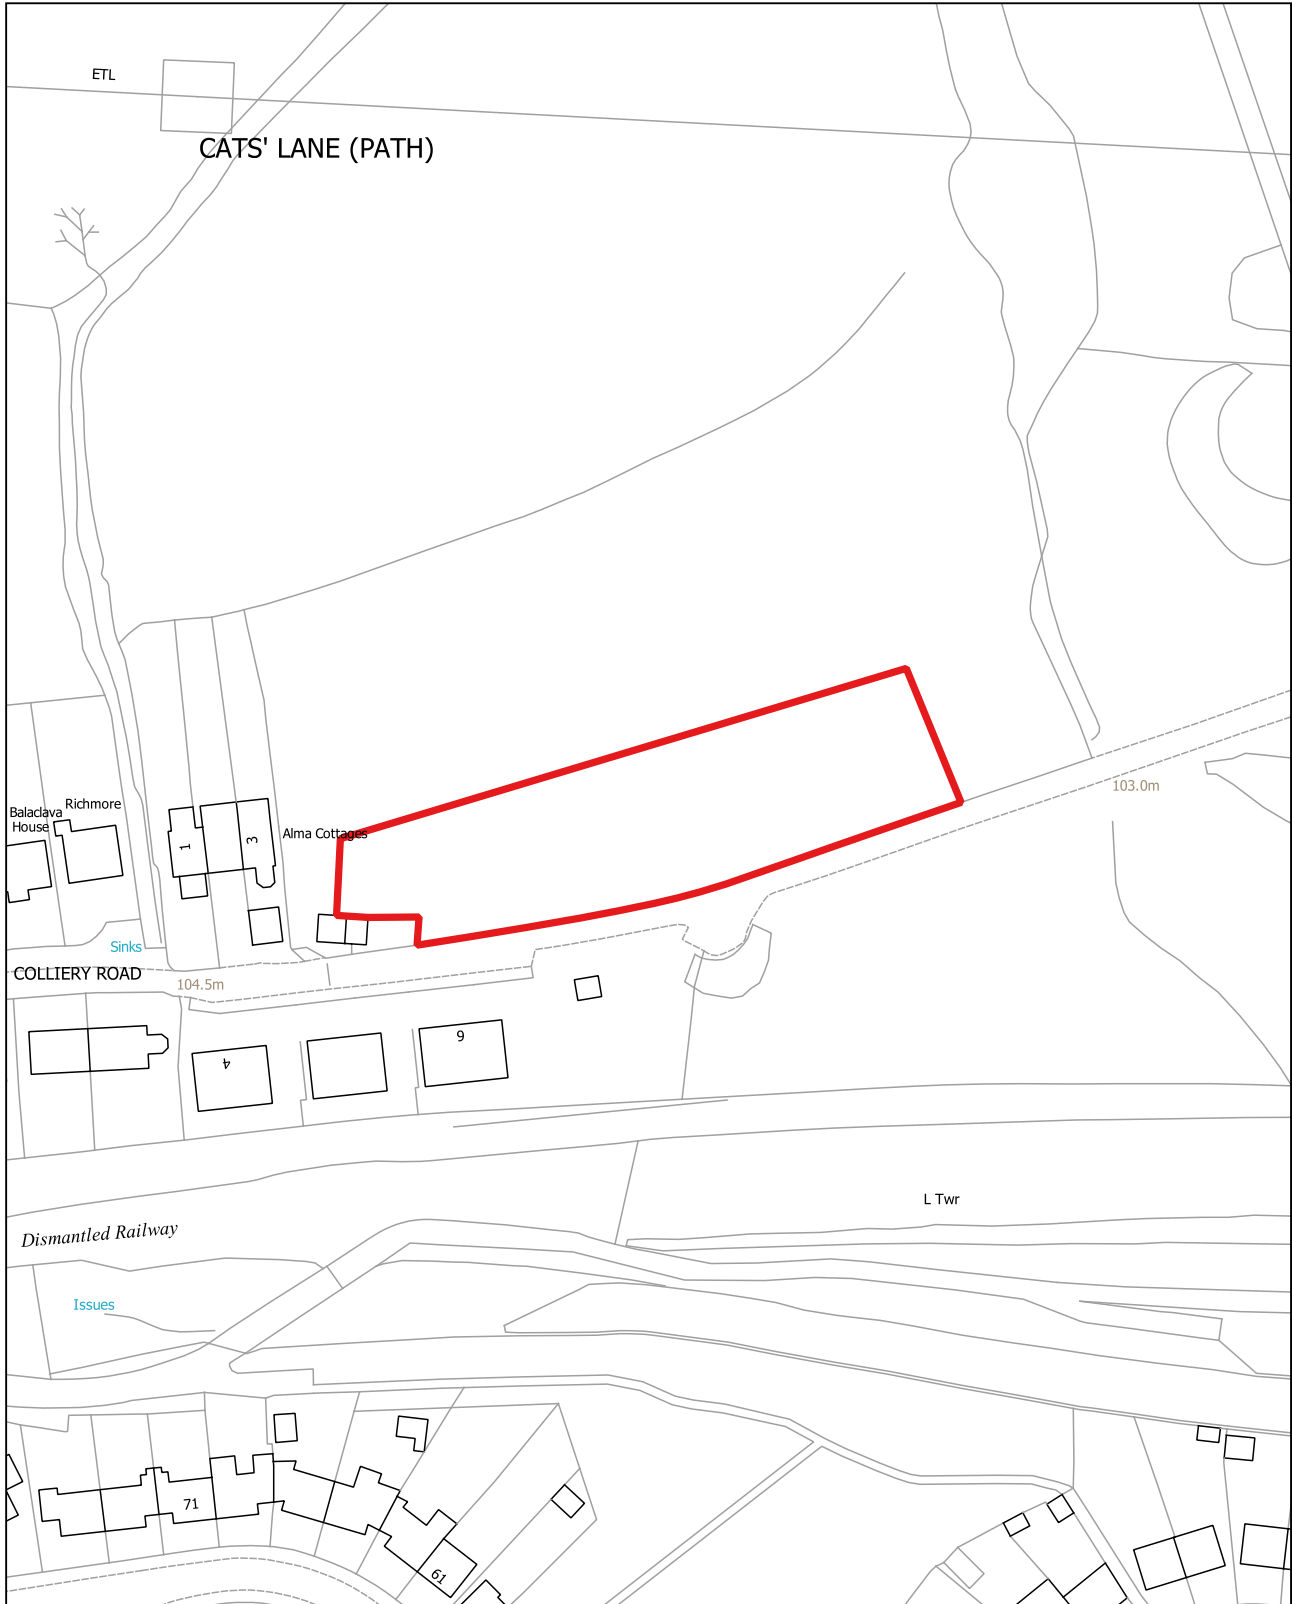 ETL
CATS' LANE (PATH)
Richmore
Balaclava
House
1
3
Alma Cottages
103.0m
Sinks
COLLIERY ROAD
104.5m
4
6
L Twr
Dismantled Railway
Issues
71
61